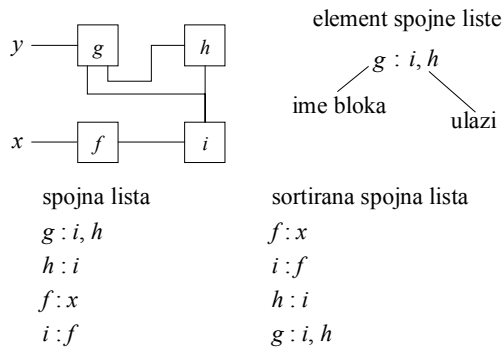 y g h
x f i
element spojne liste
g : i, h
ime bloka
ulazi
spojna lista
g : i, h
h : i
f : x
i : f
sortirana spojna lista
f : x
i : f
h : i
g : i, h